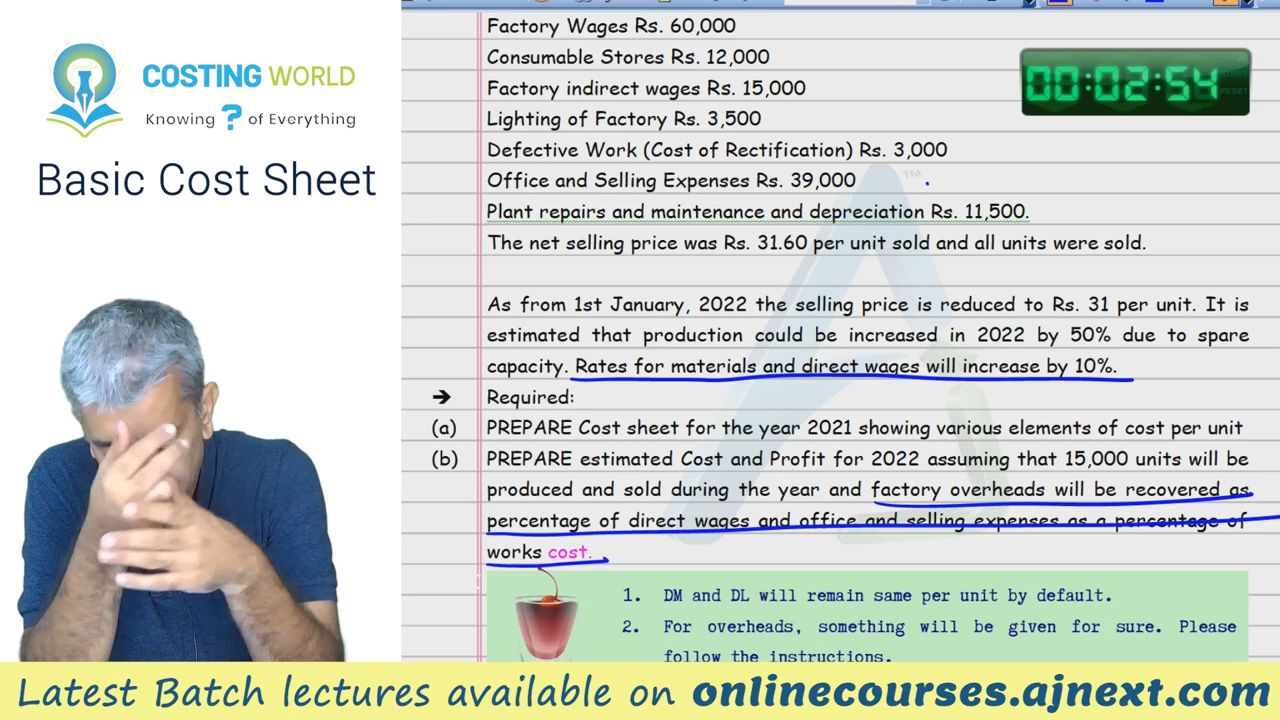 COSTING WORLD
Knowing ? of Everything
Basic Cost Sheet
Factory Wages Rs. 60,000
Consumable Stores Rs. 12,000
Factory indirect wages Rs. 15,000
Lighting of Factory Rs. 3,500
Defective Work (Cost of Rectification) Rs. 3,000
Office and Selling Expenses Rs. 39,000
Plant repairs and maintenance and depreciation Rs. 11,500.
The net selling price was Rs. 31.60 per unit sold and all units were sold.
As from 1st January, 2022 the selling price is reduced to Rs. 31 per unit. It is
estimated that production could be increased in 2022 by 50% due to spare
capacity. Rates for materials and direct wages will increase by 10%.
➔ Required:
(a) PREPARE Cost sheet for the year 2021 showing various elements of cost per unit
(b) PREPARE estimated Cost and Profit for 2022 assuming that 15,000 units will be
produced and sold during the year and factory overheads will be recovered as
percentage of direct wages and office and selling expenses as a percentage of
works cost.
1. DM and DL will remain same per unit by default.
2. For overheads, something will be given for sure. Please
follow the instructions.
00:02:54
RESET
TM
Latest Batch lectures available on onlinecourses.ajnext.com